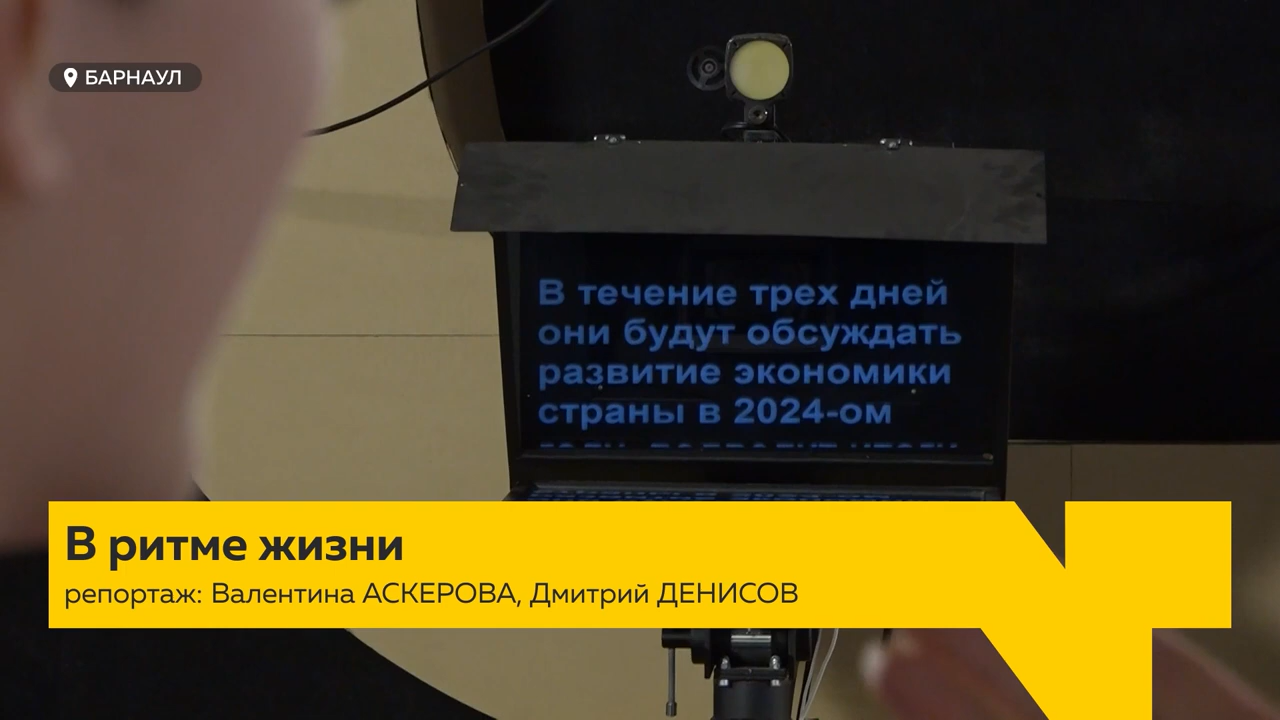 БАРНАУЛ
В течение трех дней
они будут обсуждать
развитие экономики
страны в 2024-ом
В ритме жизни
репортаж: Валентина АСКЕРОВА, Дмитрий ДЕНИСОВ